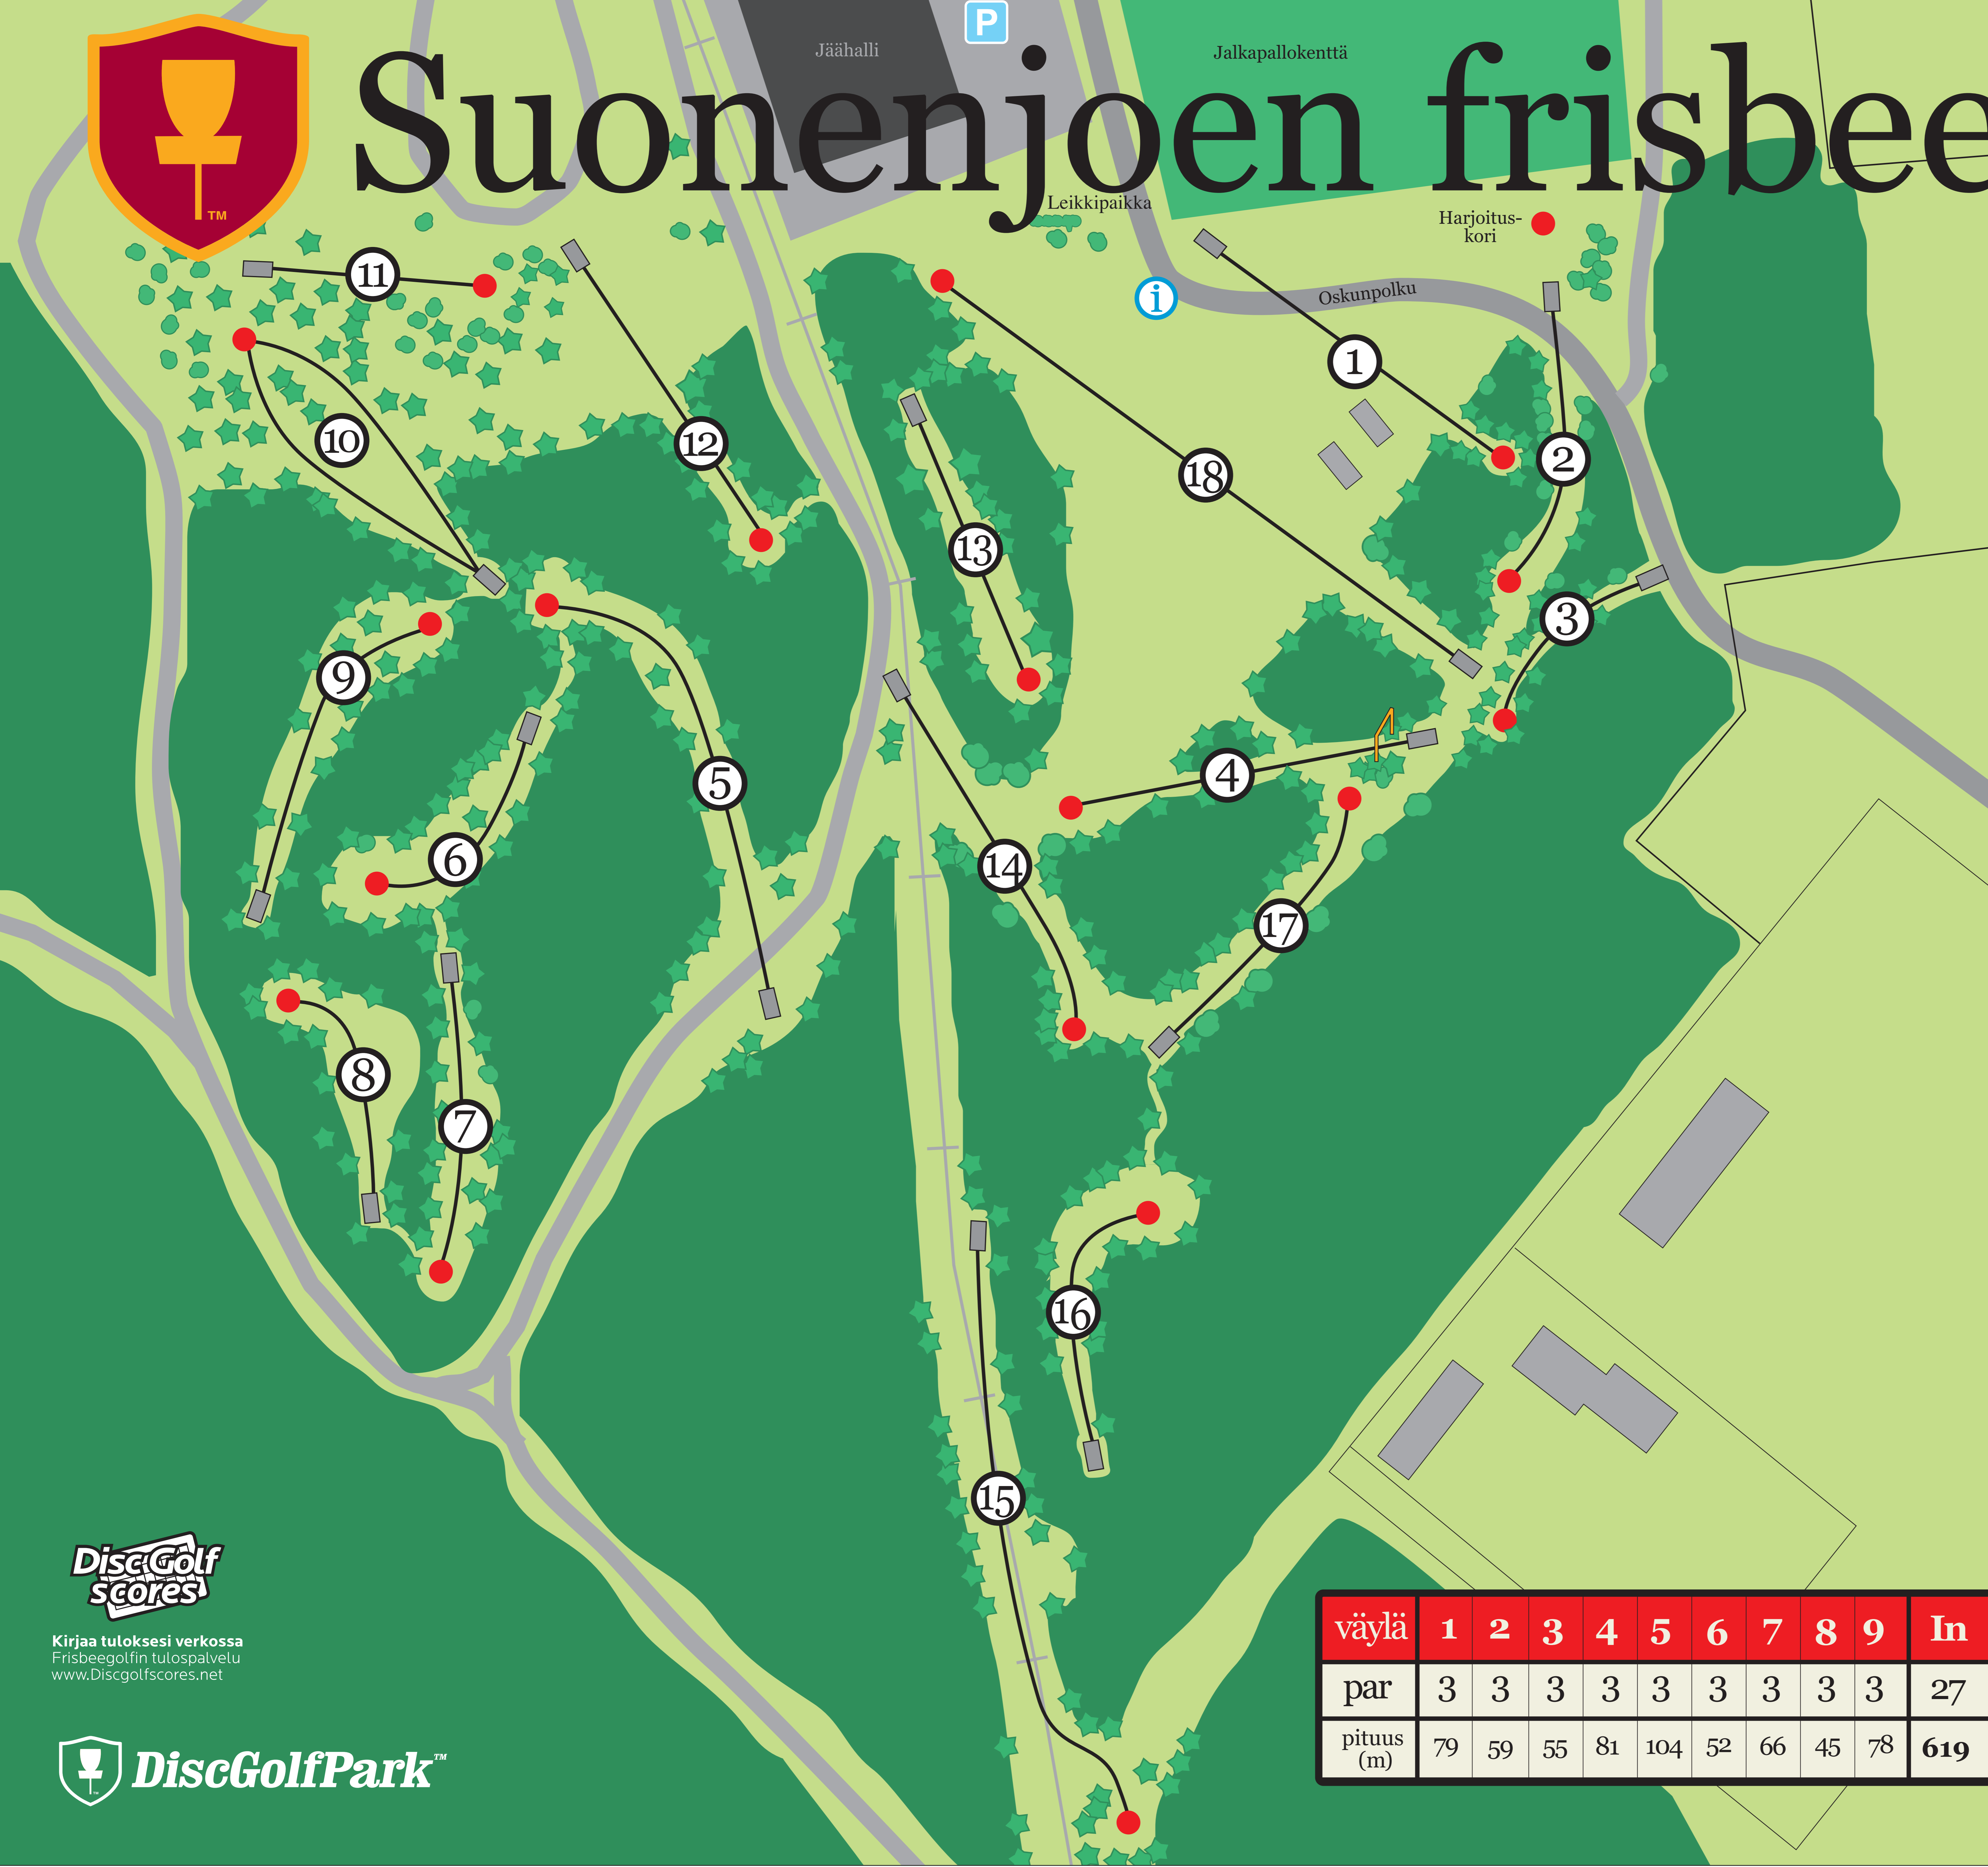 P
Jäähalli
Jalkapallokenttä
Suonenjoen frisbee
TM
Leikkipaikka
Harjoitus-
kori
i
Oskunpolku
11
1
10
12
2
18
13
3
9
4
5
6
14
17
8
7
16
15
DiscGolf
scores
Kirjaa tuloksesi verkossa
Frisbeegolfin tulospalvelu
www.Discgolfscores.net
DiscGolfPark™
väylä 1 2 3 4 5 6 7 8 9 In
par 3 3 3 3 3 3 3 3 3 27
pituus
(m) 79 59 55 81 104 52 66 45 78 619